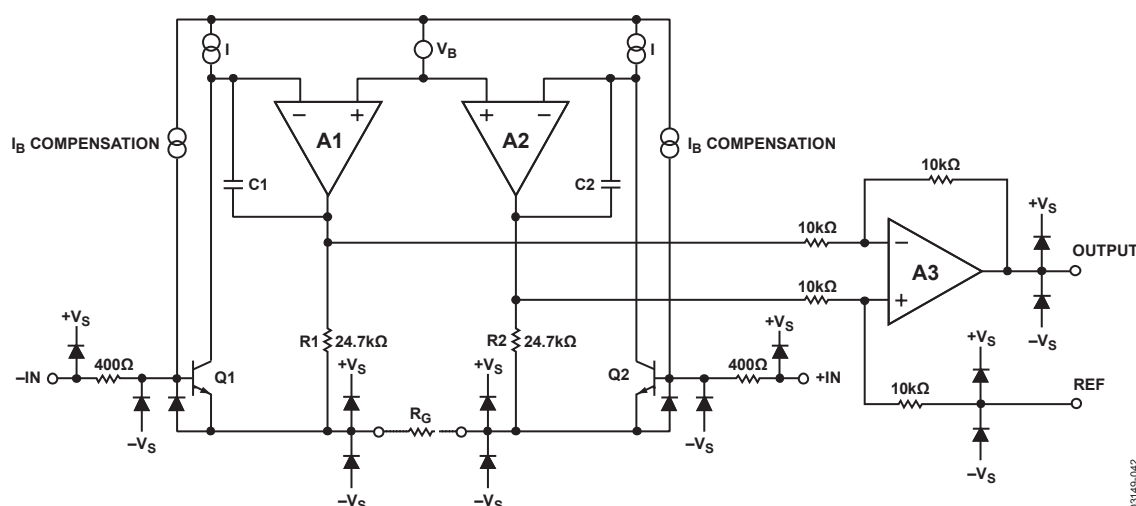 I
V_B
I
− +
+ −
A1
A2
I_B COMPENSATION
I_B COMPENSATION
C1
C2
10kΩ
+V_S
10kΩ
−
OUTPUT
A3
10kΩ
+
R1 24.7kΩ
R2 24.7kΩ
+V_S
+V_S
−V_S
+V_S
+V_S
+V_S
400Ω
400Ω
−IN
Q1
Q2
+IN
10kΩ
REF
R_G
−V_S
−V_S
−V_S
−V_S
−V_S
03149-042